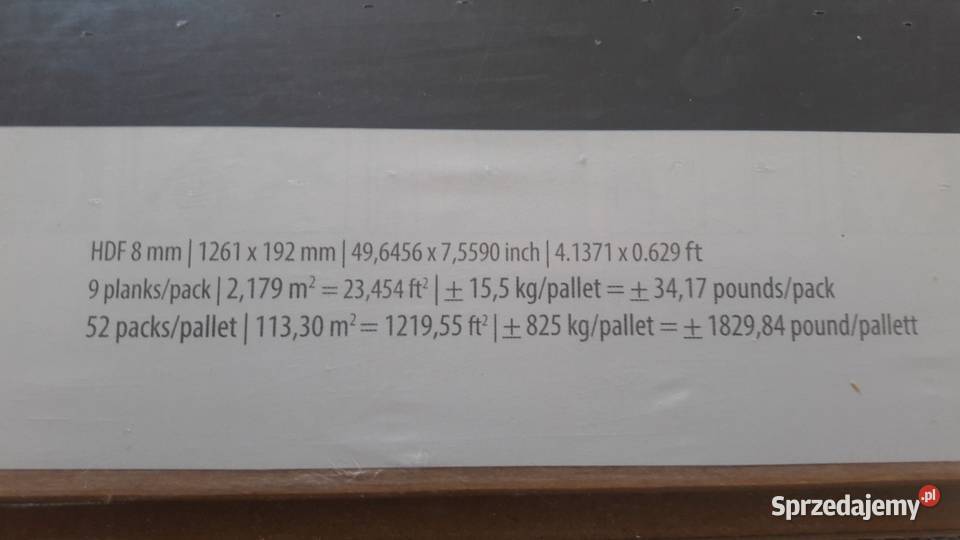 HDF 8 mm | 1261 x 192 mm | 49,6456 x 7,5590 inch | 4.1371 x 0.629 ft
9 planks/pack | 2,179 m² = 23,454 ft² | ± 15,5 kg/pallet = ± 34,17 pounds/pack
52 packs/pallet | 113,30 m² = 1219,55 ft² | ± 825 kg/pallet = ± 1829,84 pound/pallett
Sprzedajemy.pl